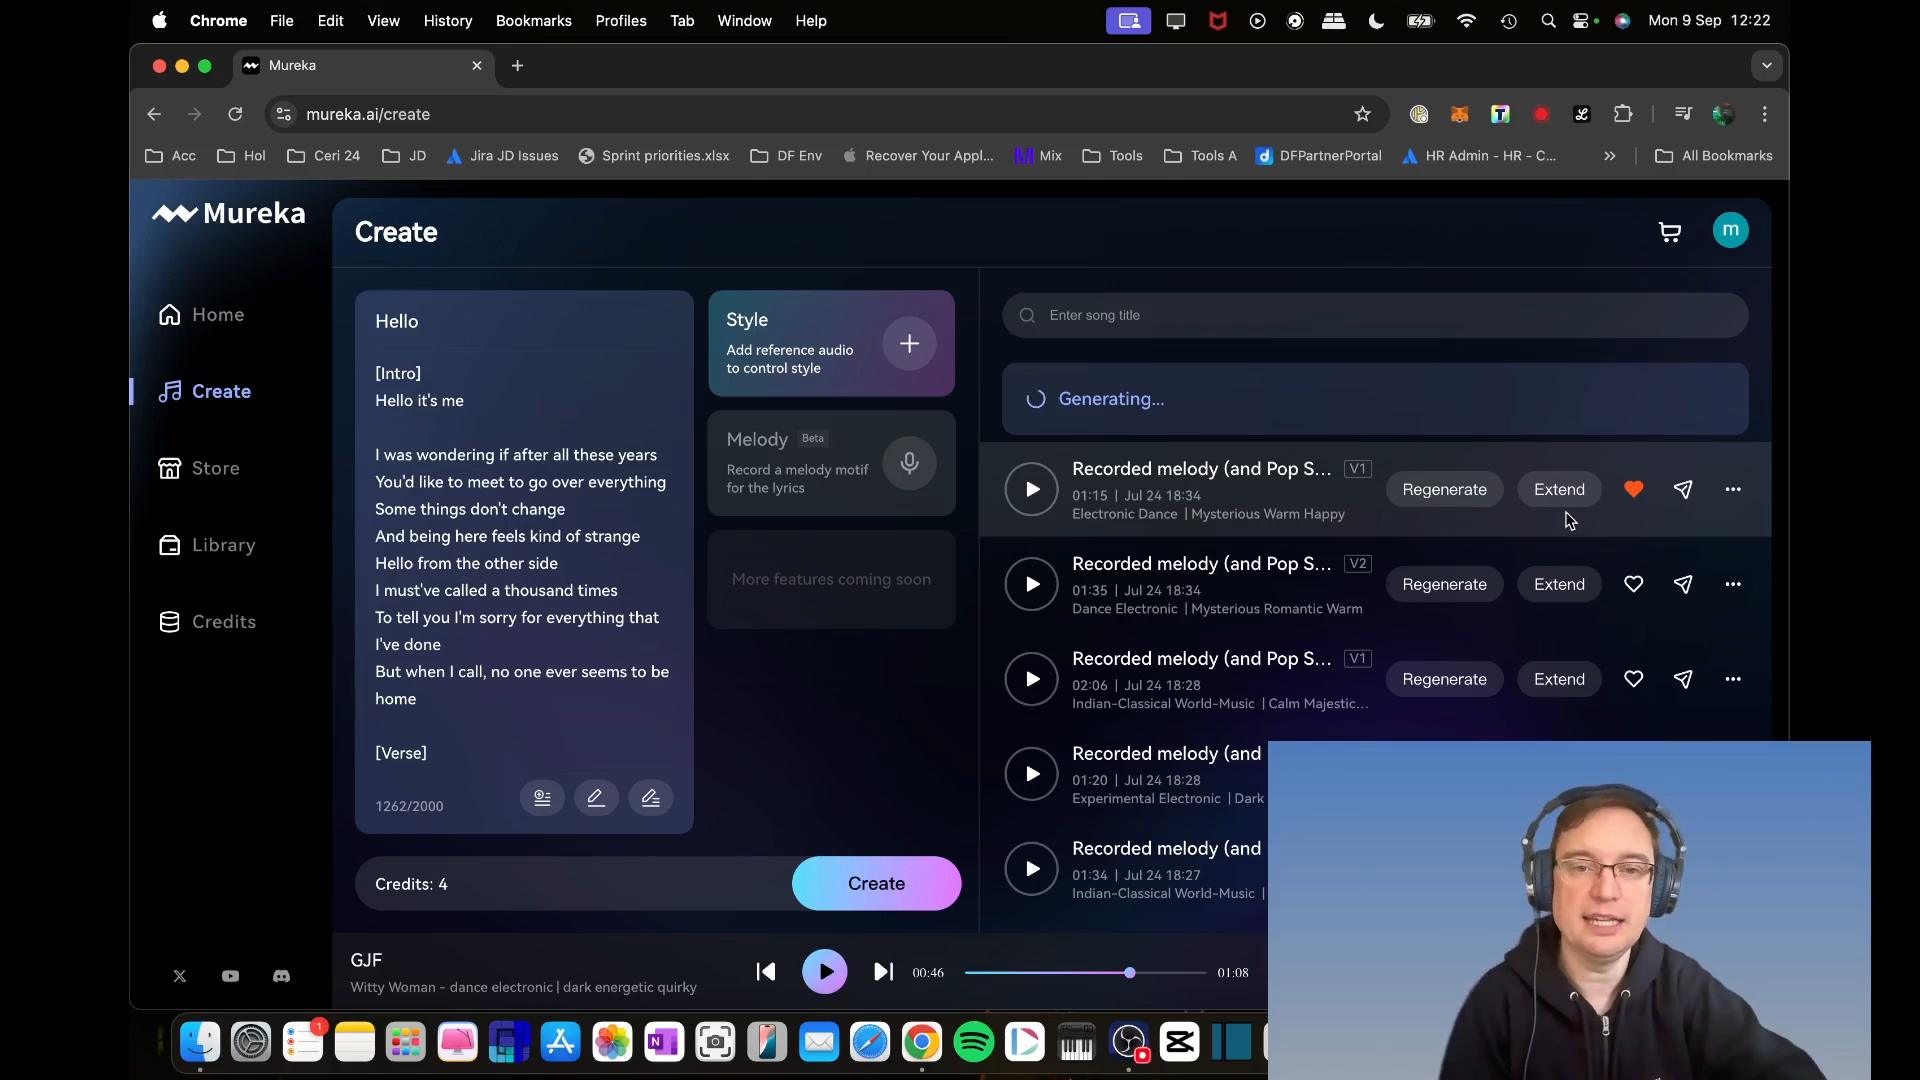 Chrome File Edit View History Bookmarks Profiles Tab Window Help Mon 9 Sep 12:22
Mureka
mureka.ai/create
Acc Hol Ceri 24 JD Jira JD Issues Sprint priorities.xlsx DF Env Recover Your Appl... Mix Tools Tools A DFPartnerPortal HR Admin - HR - C... All Bookmarks
Mureka
Home
Create
Store
Library
Credits
Create
m
Hello
[Intro]
Hello it's me
I was wondering if after all these years
You'd like to meet to go over everything
Some things don't change
And being here feels kind of strange
Hello from the other side
I must've called a thousand times
To tell you I'm sorry for everything that
I've done
But when I call, no one ever seems to be
home
[Verse]
1262/2000
Credits: 4
Create
Style
Add reference audio
to control style
Melody Beta
Record a melody motif
for the lyrics
More features coming soon
Enter song title
Generating...
Recorded melody (and Pop S... V1
01:15 | Jul 24 18:34
Electronic Dance | Mysterious Warm Happy
Regenerate Extend
Recorded melody (and Pop S... V2
01:35 | Jul 24 18:34
Dance Electronic | Mysterious Romantic Warm
Regenerate Extend
Recorded melody (and Pop S... V1
02:06 | Jul 24 18:28
Indian-Classical World-Music | Calm Majestic...
Regenerate Extend
Recorded melody (and
01:20 | Jul 24 18:28
Experimental Electronic | Dark
Recorded melody (and
01:34 | Jul 24 18:27
Indian-Classical World-Music |
GJF
Witty Woman - dance electronic | dark energetic quirky
00:46 01:08
1
N